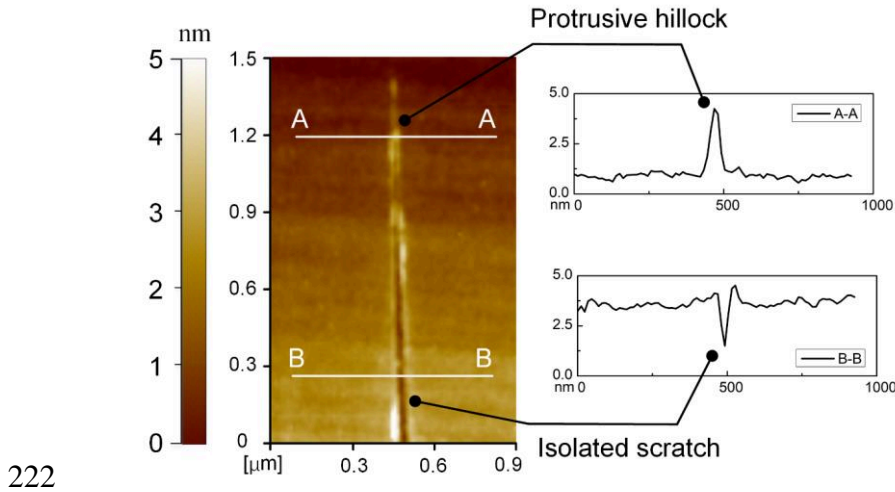 Protrusive hillock
nm
5
4
3
2
1
0
1.5
1.2
0.9
0.6
0.3
0
[μm]
0.3
0.6
0.9
A A
B B
5.0
2.5
0.0
nm 0
500
1000
A-A
5.0
2.5
0.0
nm 0
500
1000
B-B
Isolated scratch
222